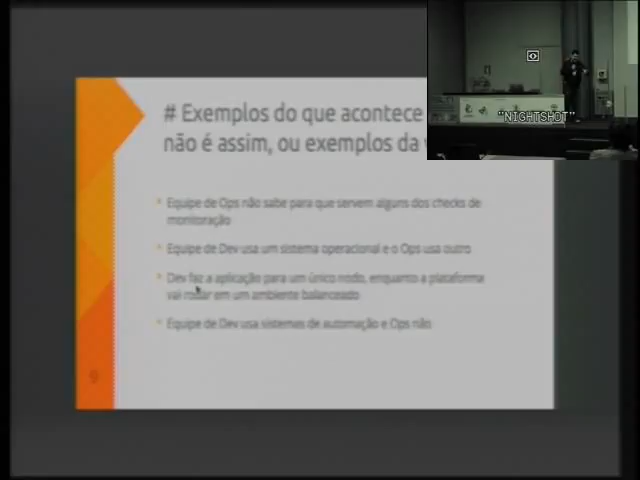 # Exemplos do que acontece
não é assim, ou exemplos da
"NIGHTSHOT"
Equipe de Ops não sabe para que servem alguns dos checks de
monitoração
Equipe de Dev usa um sistema operacional e o Ops usa outro
Dev faz a aplicação para um único nodo, enquanto a plataforma
vai rodar em um ambiente balanceado
Equipe de Dev usa sistemas de automação e Ops não
9